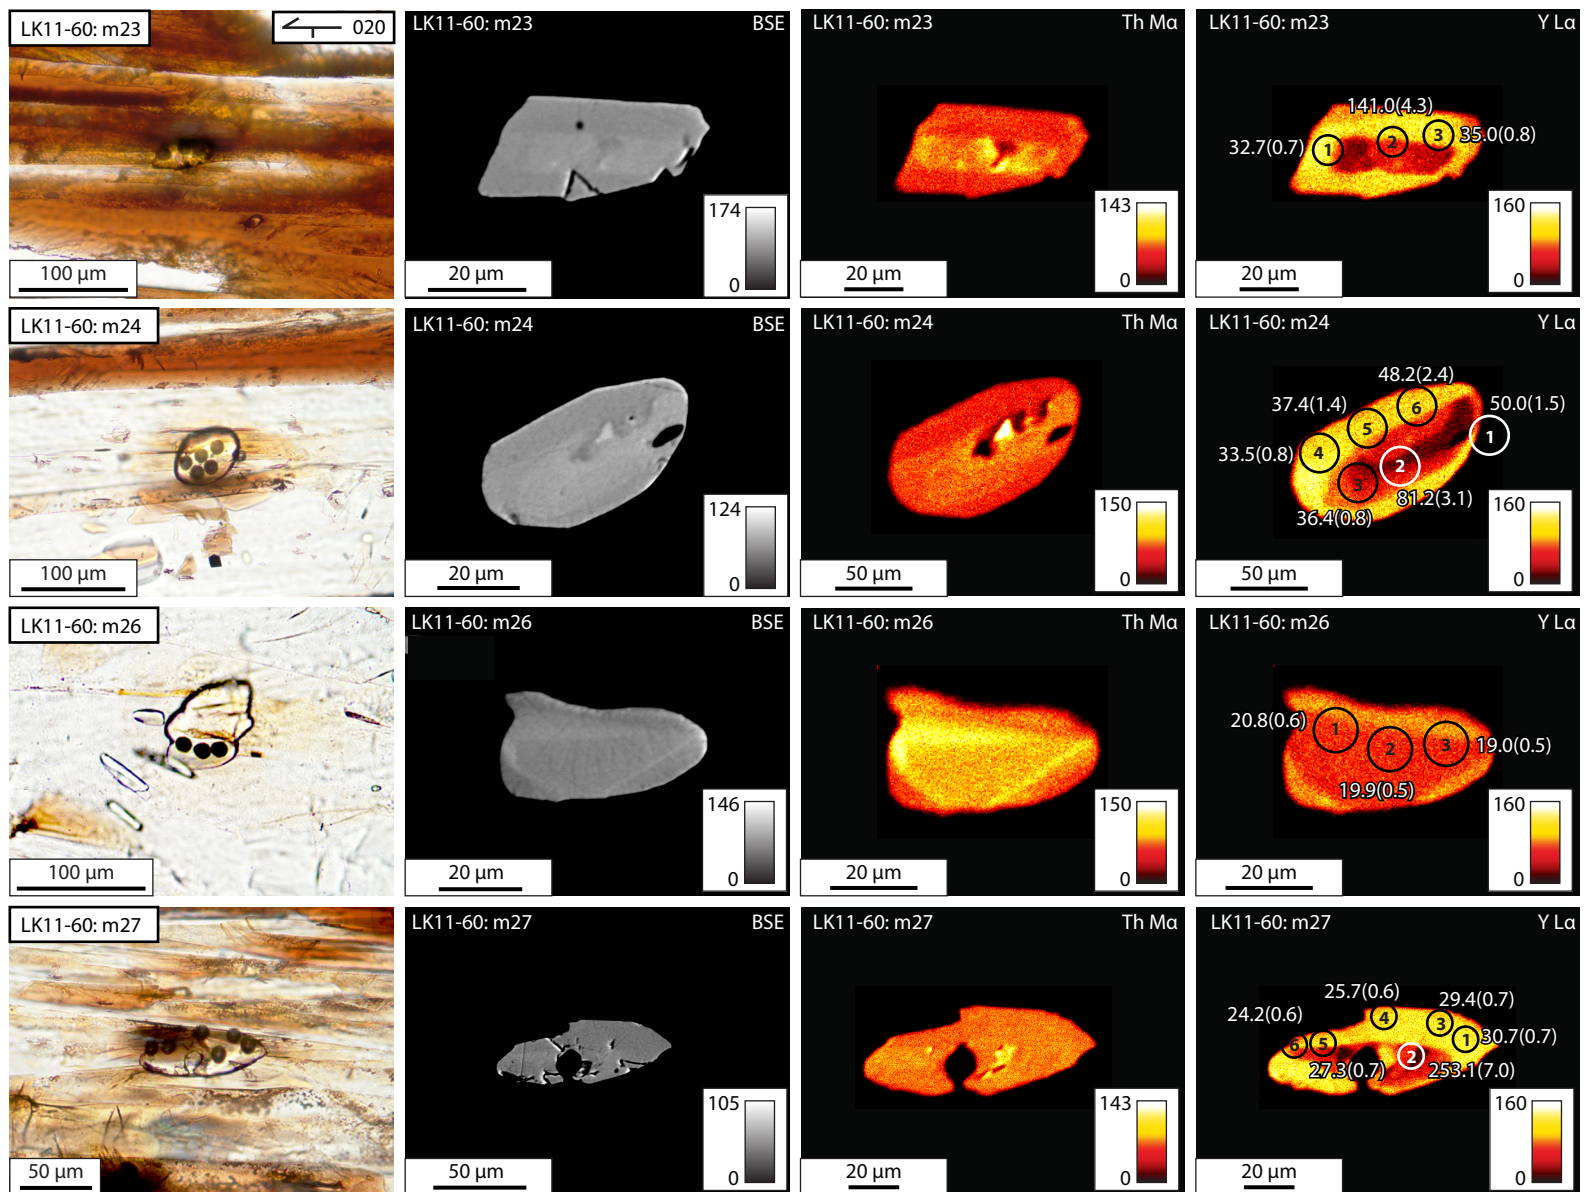 LK11-60: m23
020
100 µm
LK11-60: m23 BSE
174
0
20 µm
LK11-60: m23 Th Mα
143
0
20 µm
LK11-60: m23 Y Lα
141.0(4.3)
32.7(0.7) 1 2 3 35.0(0.8)
160
0
20 µm
LK11-60: m24
100 µm
LK11-60: m24 BSE
124
0
20 µm
LK11-60: m24 Th Mα
150
0
50 µm
LK11-60: m24 Y Lα
48.2(2.4)
37.4(1.4) 6 50.0(1.5)
5 1
33.5(0.8) 4 2
3
81.2(3.1)
36.4(0.8)
160
0
50 µm
LK11-60: m26
100 µm
LK11-60: m26 BSE
146
0
20 µm
LK11-60: m26 Th Mα
150
0
20 µm
LK11-60: m26 Y Lα
20.8(0.6) 1 2 3 19.0(0.5)
19.9(0.5)
160
0
20 µm
LK11-60: m27
50 µm
LK11-60: m27 BSE
105
0
50 µm
LK11-60: m27 Th Mα
143
0
20 µm
LK11-60: m27 Y Lα
25.7(0.6) 29.4(0.7)
24.2(0.6) 4 3
6 5 1 30.7(0.7)
2
27.3(0.7) 253.1(7.0)
160
0
20 µm